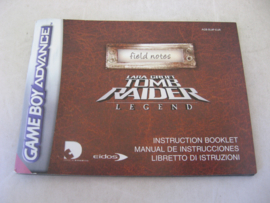 GAME BOY ADVANCE
field notes
LARA CROFT
TOMB
RAIDER
LEGEND
INSTRUCTION BOOKLET
MANUAL DE INSTRUCCIONES
LIBRETTO DI ISTRUZIONI
eidos